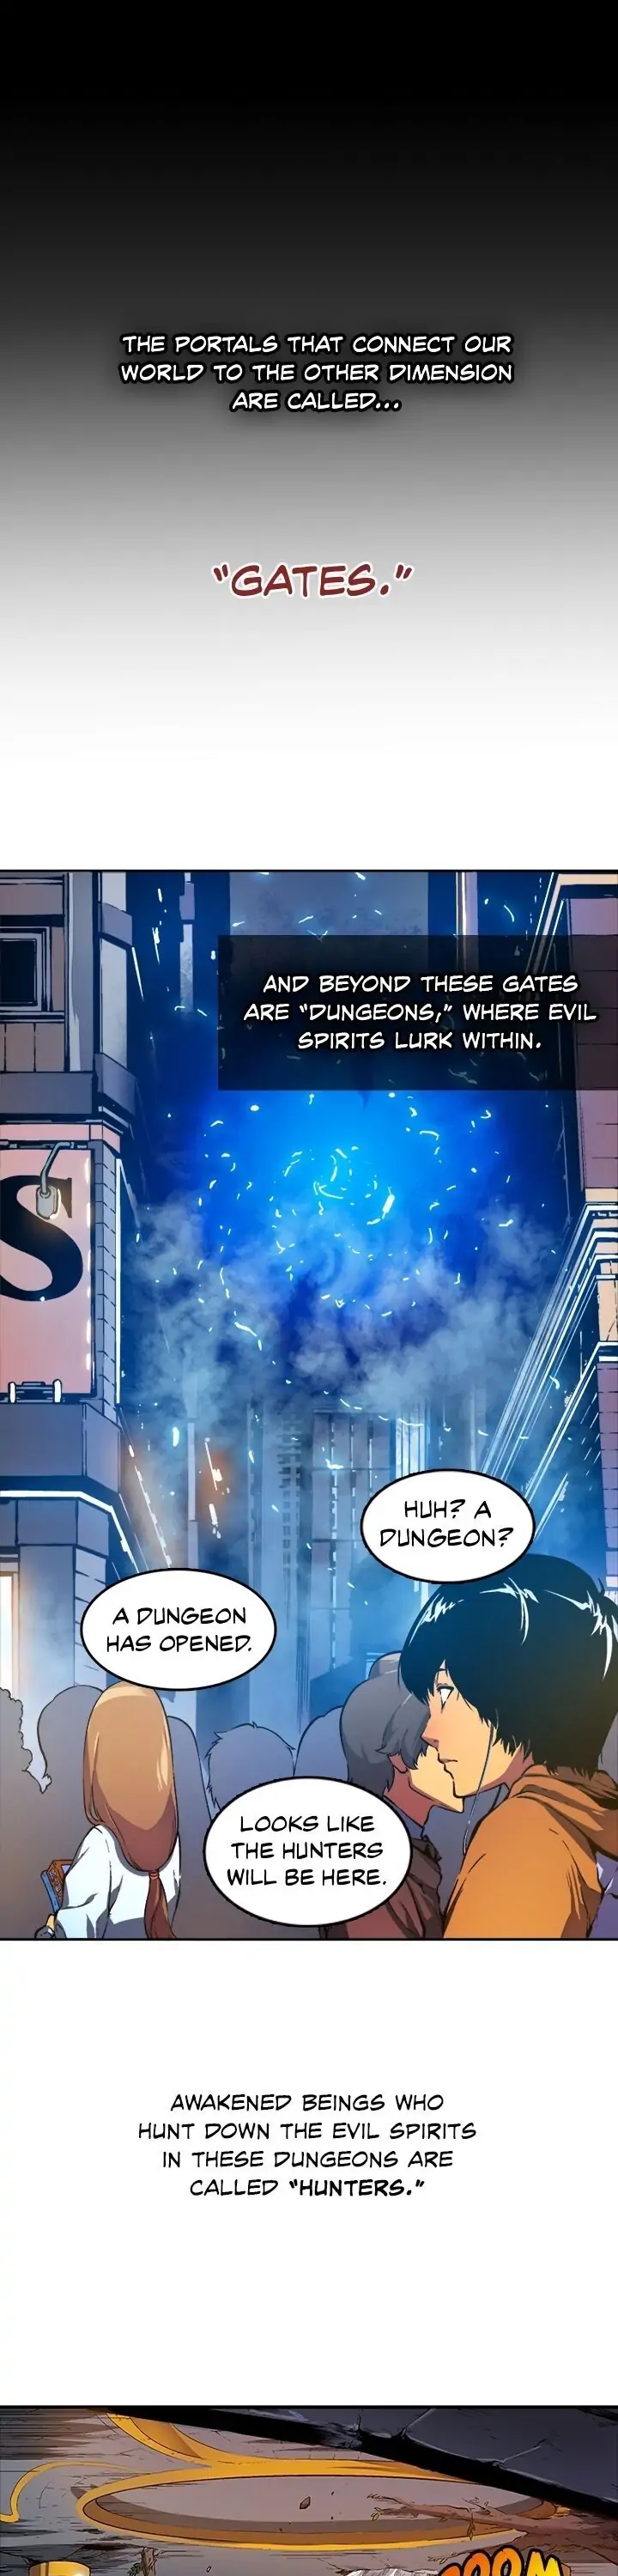 THE PORTALS THAT CONNECT OUR
WORLD TO THE OTHER DIMENSION
ARE CALLED...
"GATES."
AND BEYOND THESE GATES
ARE "DUNGEONS," WHERE EVIL
SPIRITS LURK WITHIN.
S
HUH? A
DUNGEON?
A DUNGEON
HAS OPENED.
LOOKS LIKE
THE HUNTERS
WILL BE HERE.
AWAKENED BEINGS WHO
HUNT DOWN THE EVIL SPIRITS
IN THESE DUNGEONS ARE
CALLED "HUNTERS."